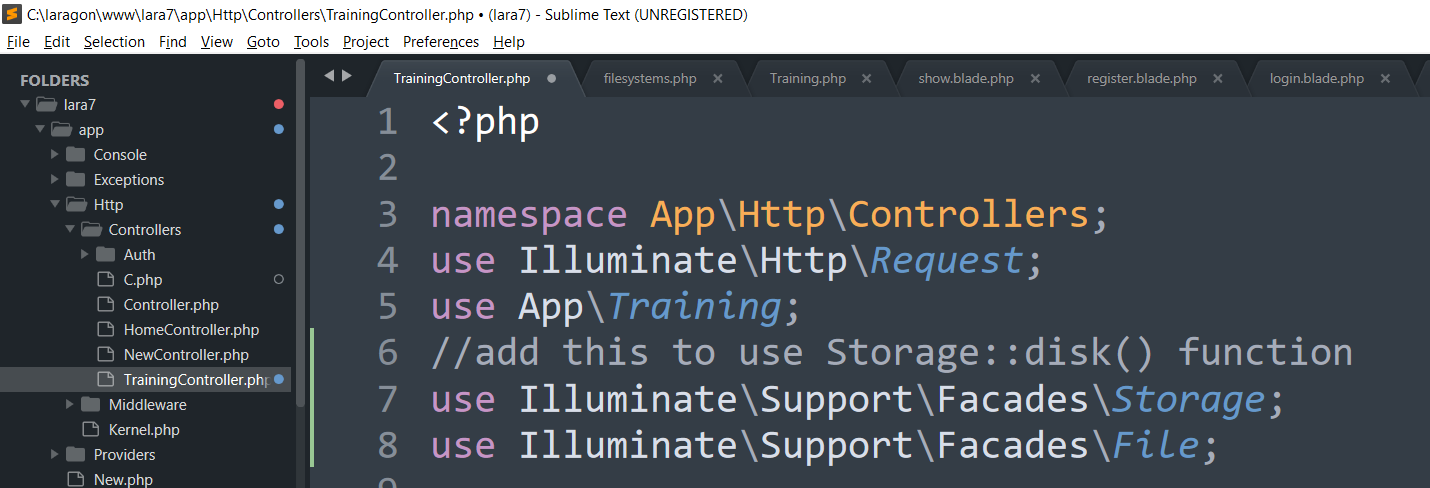 C:\laragon\www\lara7\app\Http\Controllers\TrainingController.php • (lara7) - Sublime Text (UNREGISTERED)
File Edit Selection Find View Goto Tools Project Preferences Help
FOLDERS
lara7
app
Console
Exceptions
Http
Controllers
Auth
C.php
Controller.php
HomeController.php
NewController.php
TrainingController.php
Middleware
Kernel.php
Providers
New.php
TrainingController.php filesystems.php Training.php show.blade.php register.blade.php login.blade.php
1 <?php
2
3 namespace App\Http\Controllers;
4 use Illuminate\Http\Request;
5 use App\Training;
6 //add this to use Storage::disk() function
7 use Illuminate\Support\Facades\Storage;
8 use Illuminate\Support\Facades\File;